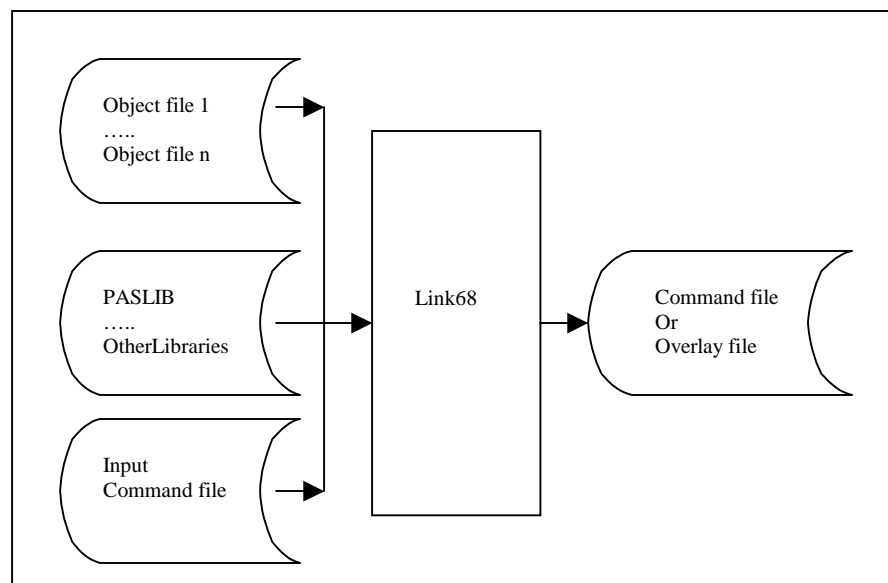 Object file 1
…..
Object file n
PASLIB
…..
OtherLibraries
Input
Command file
Link68
Command file
Or
Overlay file